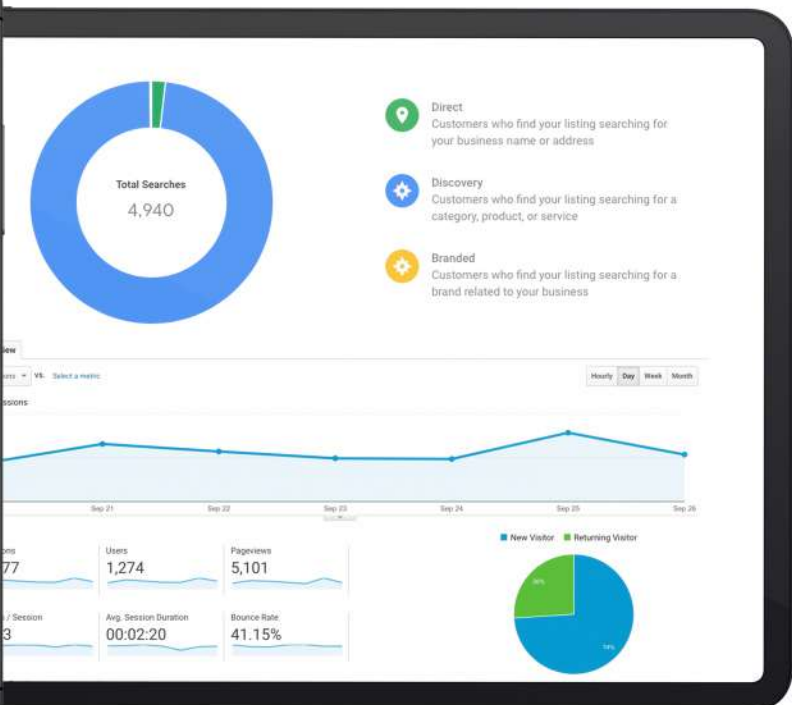 Total Searches
4,940
Direct
Customers who find your listing searching for
your business name or address
Discovery
Customers who find your listing searching for a
category, product, or service
Branded
Customers who find your listing searching for a
brand related to your business
iew
VS. Select a metric
Hourly Day Week Month
ssions
Sep 21 Sep 22 Sep 23 Sep 24 Sep 25 Sep 26
New Visitor Returning Visitor
ons Users Pageviews
77 1,274 5,101
/ Session Avg. Session Duration Bounce Rate
3 00:02:20 41.15%